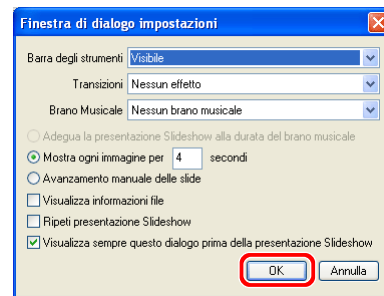 Finestra di dialogo impostazioni
Barra degli strumenti Visibile
Transizioni Nessun effetto
Brano Musicale Nessun brano musicale
Adegua la presentazione Slideshow alla durata del brano musicale
Mostra ogni immagine per 4 secondi
Avanzamento manuale delle slide
Visualizza informazioni file
Ripeti presentazione Slideshow
Visualizza sempre questo dialogo prima della presentazione Slideshow
OK Annulla